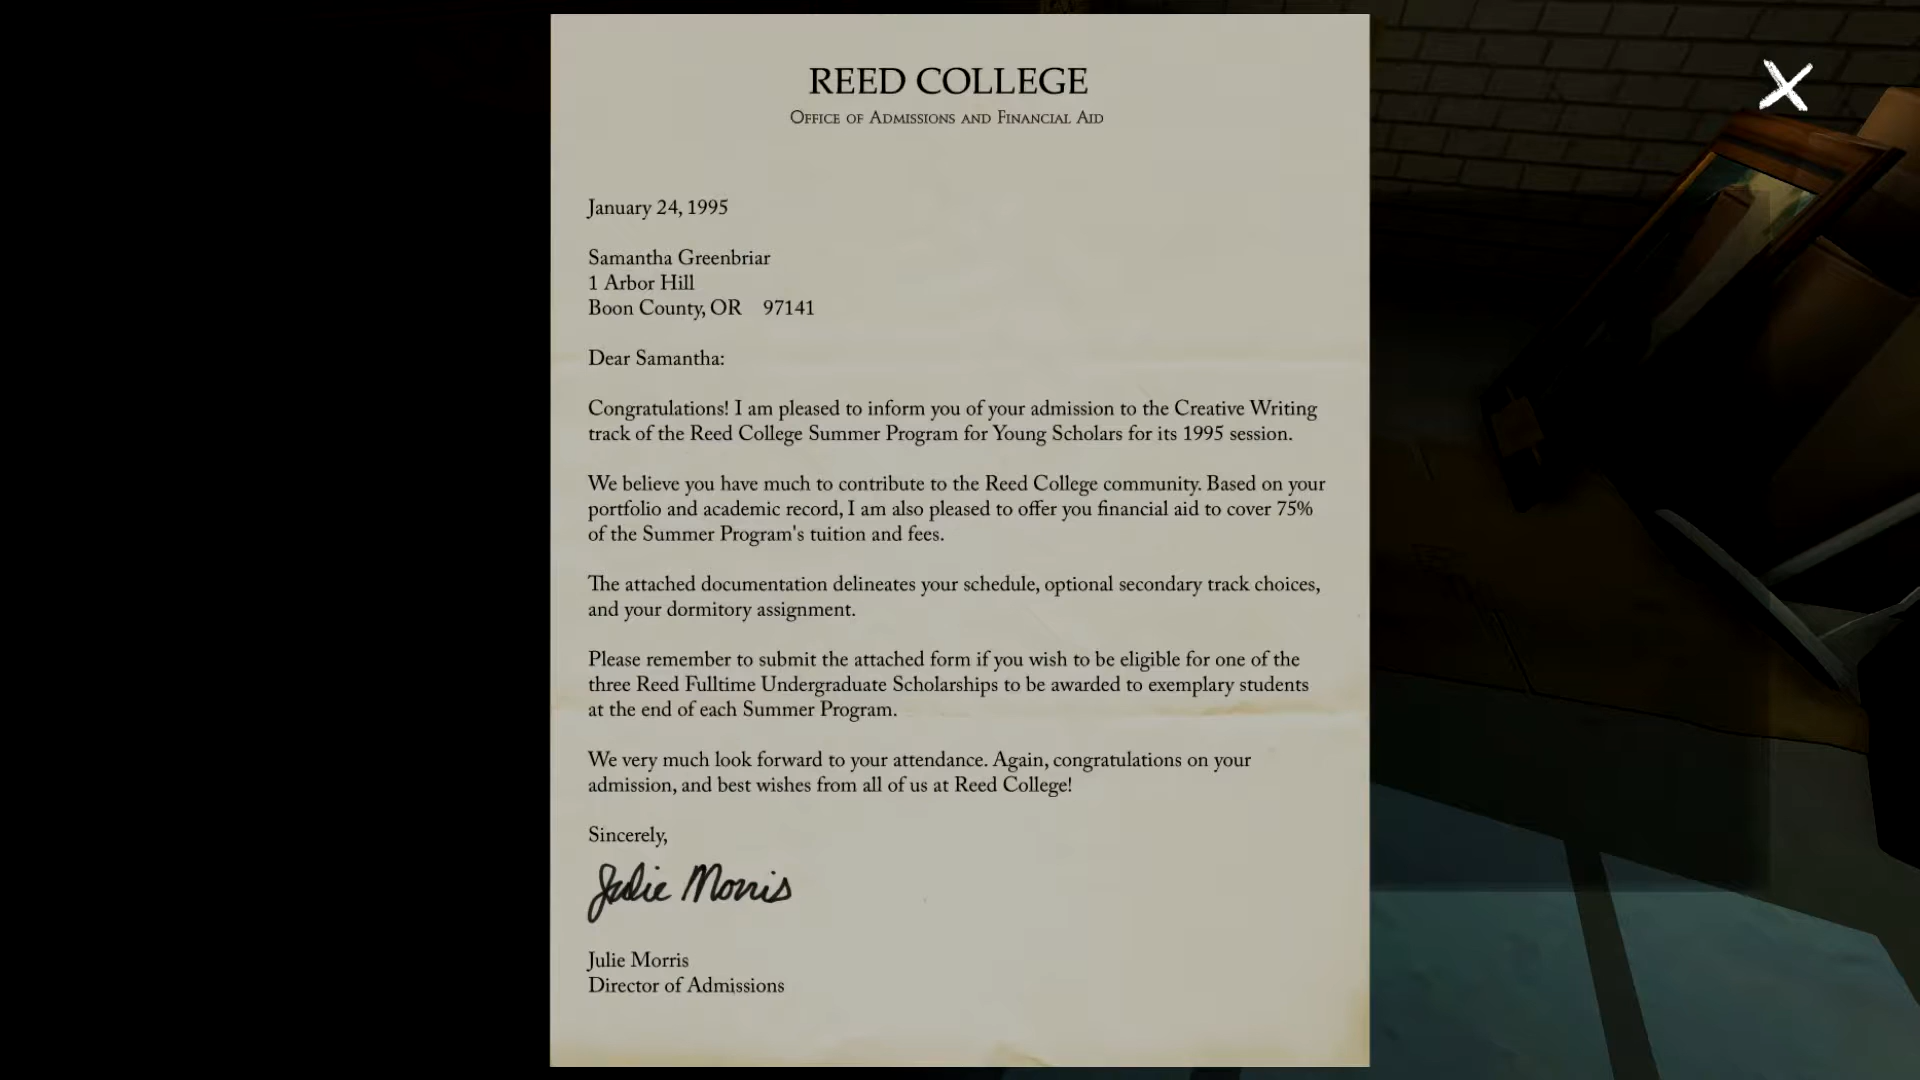 REED COLLEGE
Office of Admissions and Financial Aid
January 24, 1995
Samantha Greenbriar
1 Arbor Hill
Boon County, OR 97141
Dear Samantha:
Congratulations! I am pleased to inform you of your admission to the Creative Writing
track of the Reed College Summer Program for Young Scholars for its 1995 session.
We believe you have much to contribute to the Reed College community. Based on your
portfolio and academic record, I am also pleased to offer you financial aid to cover 75%
of the Summer Program's tuition and fees.
The attached documentation delineates your schedule, optional secondary track choices,
and your dormitory assignment.
Please remember to submit the attached form if you wish to be eligible for one of the
three Reed Fulltime Undergraduate Scholarships to be awarded to exemplary students
at the end of each Summer Program.
We very much look forward to your attendance. Again, congratulations on your
admission, and best wishes from all of us at Reed College!
Sincerely,
Julie Morris
Julie Morris
Director of Admissions